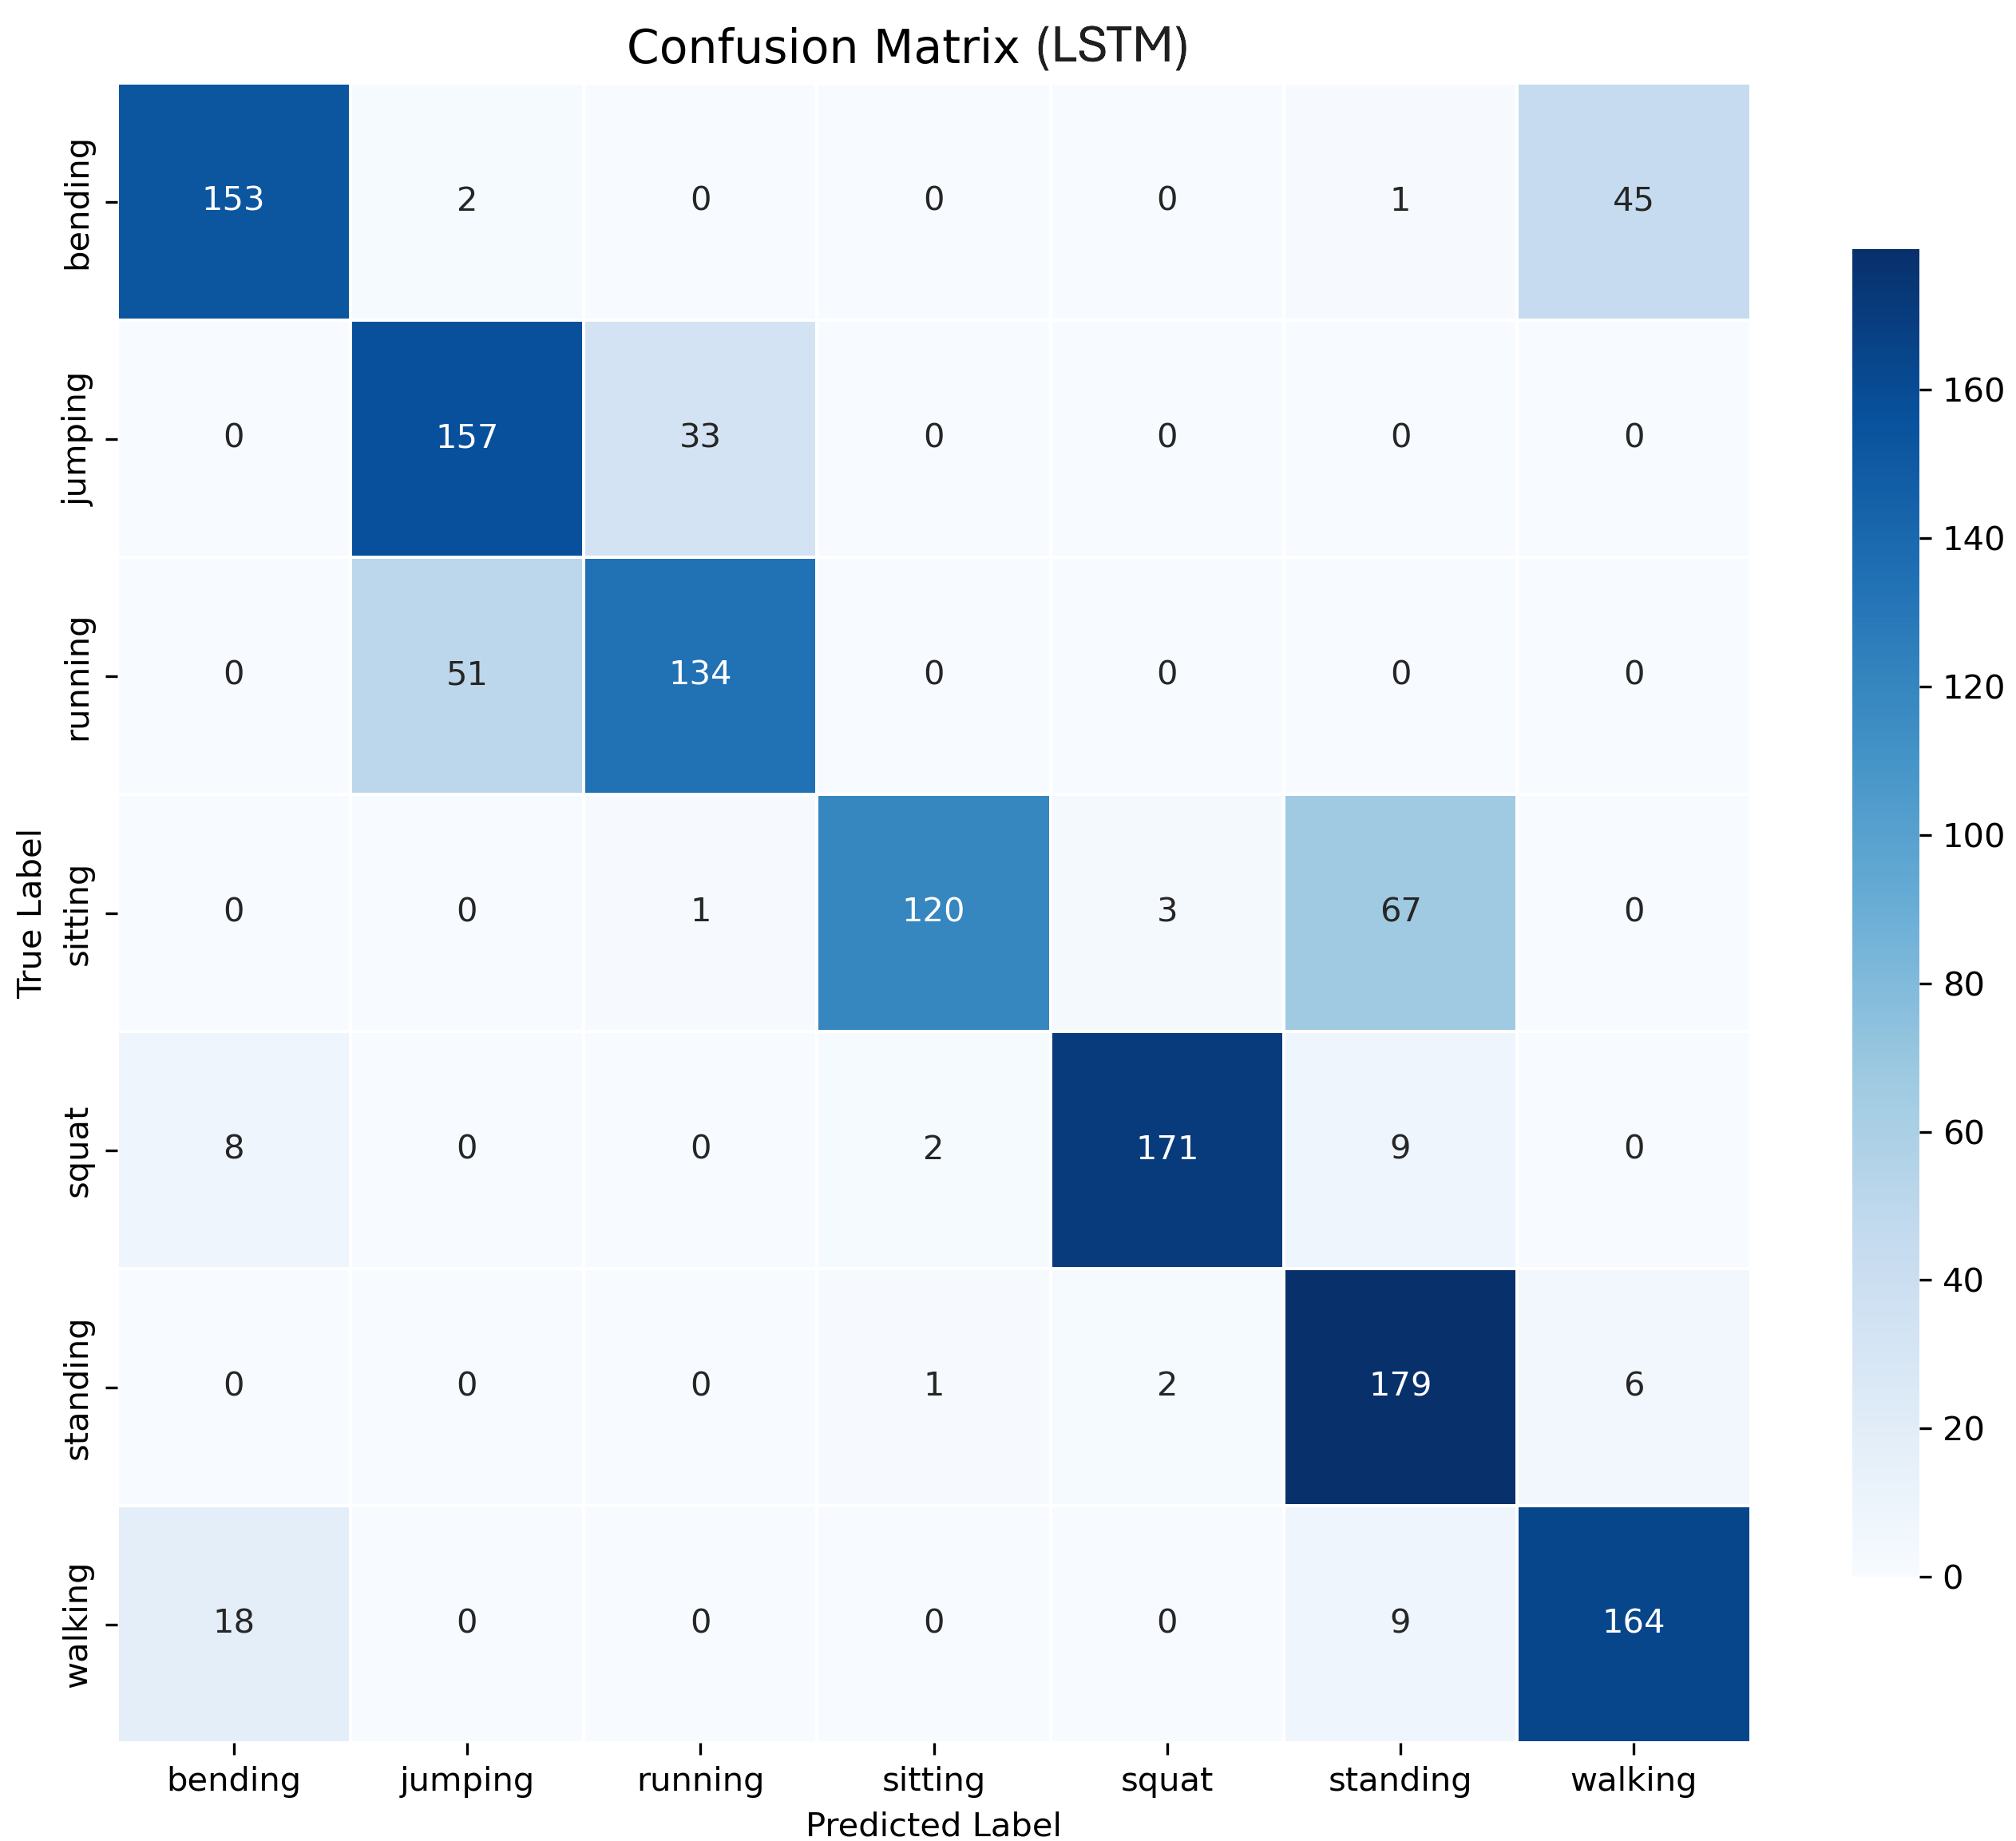 Confusion Matrix (LSTM)
bending 153 2 0 0 0 1 45
jumping 0 157 33 0 0 0 0
running 0 51 134 0 0 0 0
sitting 0 0 1 120 3 67 0
squat 8 0 0 2 171 9 0
standing 0 0 0 1 2 179 6
walking 18 0 0 0 0 9 164
True Label
bending jumping running sitting squat standing walking
Predicted Label
160
140
120
100
80
60
40
20
0